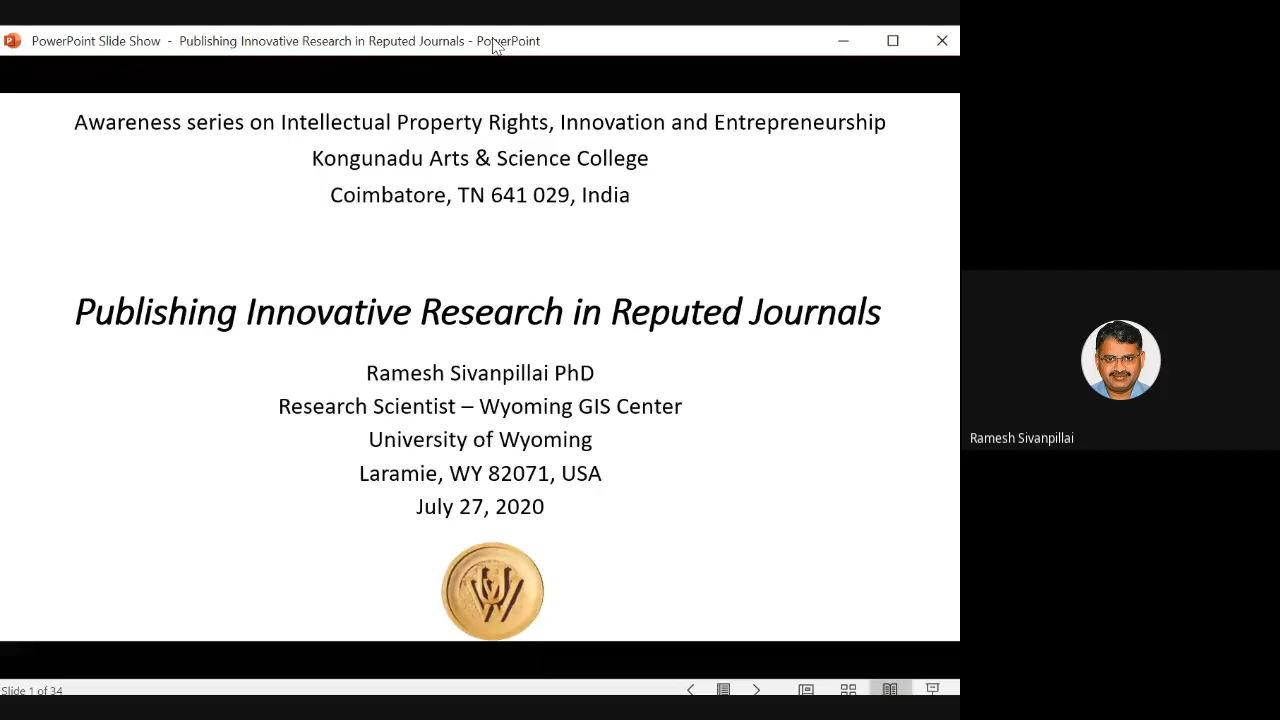 PowerPoint Slide Show - Publishing Innovative Research in Reputed Journals - PowerPoint
Awareness series on Intellectual Property Rights, Innovation and Entrepreneurship
Kongunadu Arts & Science College
Coimbatore, TN 641 029, India
Publishing Innovative Research in Reputed Journals
Ramesh Sivanpillai PhD
Research Scientist – Wyoming GIS Center
University of Wyoming
Laramie, WY 82071, USA
July 27, 2020
UW
Ramesh Sivanpillai
Slide 1 of 34